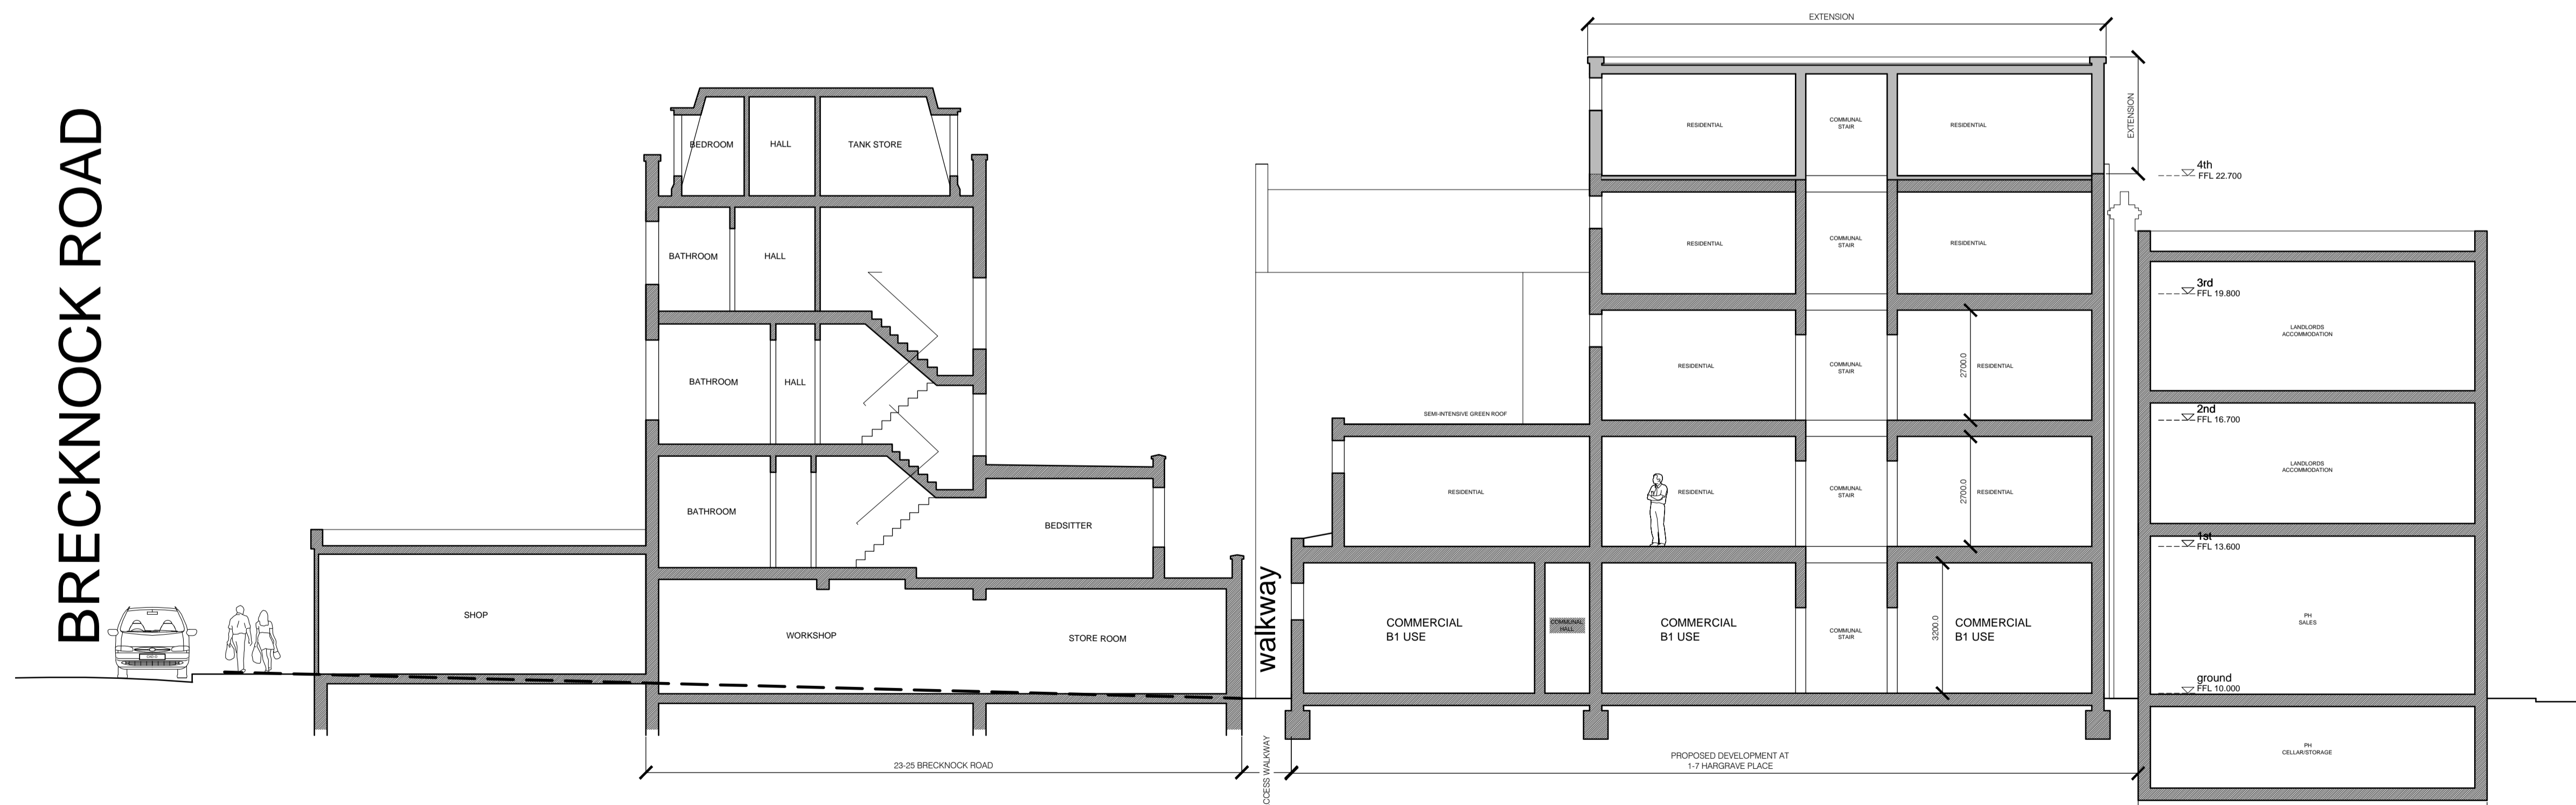 BRECKNOCK ROAD
EXTENSION
EXTENSION
BEDROOM
HALL
TANK STORE
BATHROOM
HALL
BATHROOM
HALL
BATHROOM
BEDSITTER
SHOP
WORKSHOP
STORE ROOM
23-25 BRECKNOCK ROAD
walkway
CCESS WALKWAY
RESIDENTIAL
COMMUNAL
STAIR
RESIDENTIAL
RESIDENTIAL
COMMUNAL
STAIR
RESIDENTIAL
RESIDENTIAL
COMMUNAL
STAIR
2700.0
RESIDENTIAL
SEMI-INTENSIVE GREEN ROOF
RESIDENTIAL
RESIDENTIAL
COMMUNAL
STAIR
2700.0
RESIDENTIAL
COMMERCIAL
B1 USE
COMMUNAL
HALL
COMMERCIAL
B1 USE
COMMUNAL
STAIR
3200.0
COMMERCIAL
B1 USE
PROPOSED DEVELOPMENT AT
1-7 HARGRAVE PLACE
4th
FFL 22.700
3rd
FFL 19.800
2nd
FFL 16.700
1st
FFL 13.600
ground
FFL 10.000
LANDLORDS
ACCOMMODATION
LANDLORDS
ACCOMMODATION
PH
SALES
PH
CELLAR/STORAGE